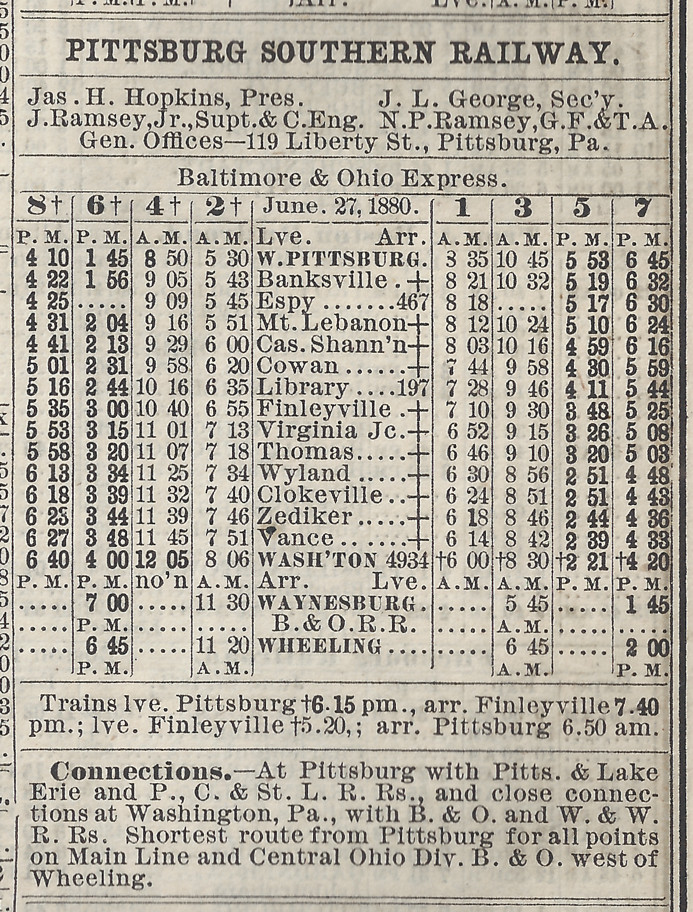 PITTSBURG SOUTHERN RAILWAY.
Jas. H. Hopkins, Pres. J. L. George, Sec'y.
J.Ramsey,Jr.,Supt.& C.Eng. N.P.Ramsey,G.F.&T.A.
Gen. Offices—119 Liberty St., Pittsburg, Pa.
Baltimore & Ohio Express.
8† 6† 4† 2† June. 27, 1880. 1 3 5 7
P. M. P. M. A. M. A. M. Lve. Arr. A. M. A. M. P. M. P. M.
4 10 1 45 8 50 5 30 W.PITTSBURG. 8 35 10 45 5 53 6 45
4 22 1 56 9 05 5 43 Banksville .+ 8 21 10 32 5 19 6 32
4 25 ..... 9 09 5 45 Espy .......467 8 18 ..... 5 17 6 30
4 31 2 04 9 16 5 51 Mt. Lebanon+ 8 12 10 24 5 10 6 24
4 41 2 13 9 29 6 00 Cas. Shann'n+ 8 03 10 16 4 59 6 16
5 01 2 31 9 58 6 20 Cowan ......+ 7 44 9 58 4 30 5 59
5 16 2 44 10 16 6 35 Library ....197 7 28 9 46 4 11 5 44
5 35 3 00 10 40 6 55 Finleyville .+ 7 10 9 30 3 48 5 25
5 53 3 15 11 01 7 13 Virginia Jc.+ 6 52 9 15 3 26 5 08
5 58 3 20 11 07 7 18 Thomas.....+ 6 46 9 10 3 20 5 03
6 13 3 34 11 25 7 34 Wyland .....+ 6 30 8 56 2 51 4 48
6 18 3 39 11 32 7 40 Clokeville..+ 6 24 8 51 2 51 4 43
6 23 3 44 11 39 7 46 Zediker .....+ 6 18 8 46 2 44 4 36
6 27 3 48 11 45 7 51 Vance ......+ 6 14 8 42 2 39 4 33
6 40 4 00 12 05 8 06 WASH'TON 4934 †6 00 †8 30 †2 21 †4 20
P. M. P. M. no'n A. M. Arr. Lve. A. M. A. M. P. M. P. M.
..... 7 00 ..... 11 30 WAYNESBURG. ..... 5 45 ..... 1 45
..... P. M. ..... ..... B. & O. R. R. ..... A. M. ..... .....
..... 6 45 ..... 11 20 WHEELING .... ..... 6 45 ..... 2 00
P. M. A. M. A. M. P. M.
Trains lve. Pittsburg †6.15 pm., arr. Finleyville 7.40
pm.; lve. Finleyville †5.20,; arr. Pittsburg 6.50 am.
Connections.—At Pittsburg with Pitts. & Lake
Erie and P., C. & St. L. R. Rs., and close connec-
tions at Washington, Pa., with B. & O. and W. & W.
R. Rs. Shortest route from Pittsburg for all points
on Main Line and Central Ohio Div. B. & O. west of
Wheeling.